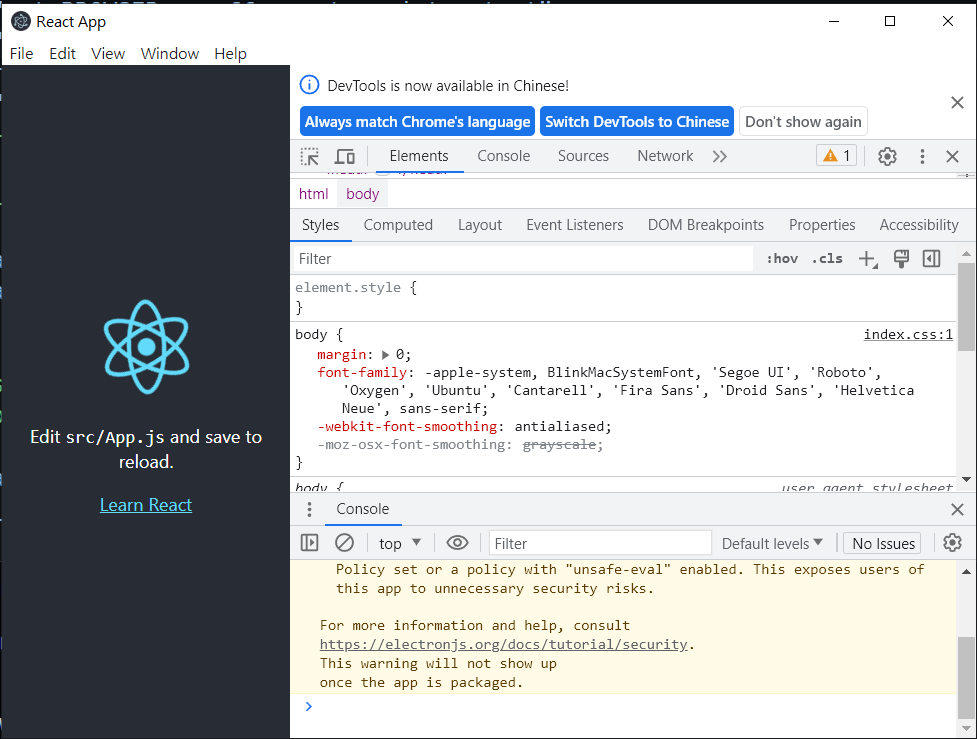 React App
File Edit View Window Help
DevTools is now available in Chinese!
Always match Chrome's language Switch DevTools to Chinese Don't show again
Elements Console Sources Network 1
html body
Styles Computed Layout Event Listeners DOM Breakpoints Properties Accessibility
Filter :hov .cls
element.style {
}
body { index.css:1
margin: 0;
font-family: -apple-system, BlinkMacSystemFont, 'Segoe UI', 'Roboto',
'Oxygen', 'Ubuntu', 'Cantarell', 'Fira Sans', 'Droid Sans', 'Helvetica
Neue', sans-serif;
-webkit-font-smoothing: antialiased;
-moz-osx-font-smoothing: grayscale;
}
body { user agent stylesheet
Edit src/App.js and save to
reload.
Learn React
Console
top Filter Default levels No Issues
Policy set or a policy with "unsafe-eval" enabled. This exposes users of
this app to unnecessary security risks.
For more information and help, consult
https://electronjs.org/docs/tutorial/security.
This warning will not show up
once the app is packaged.